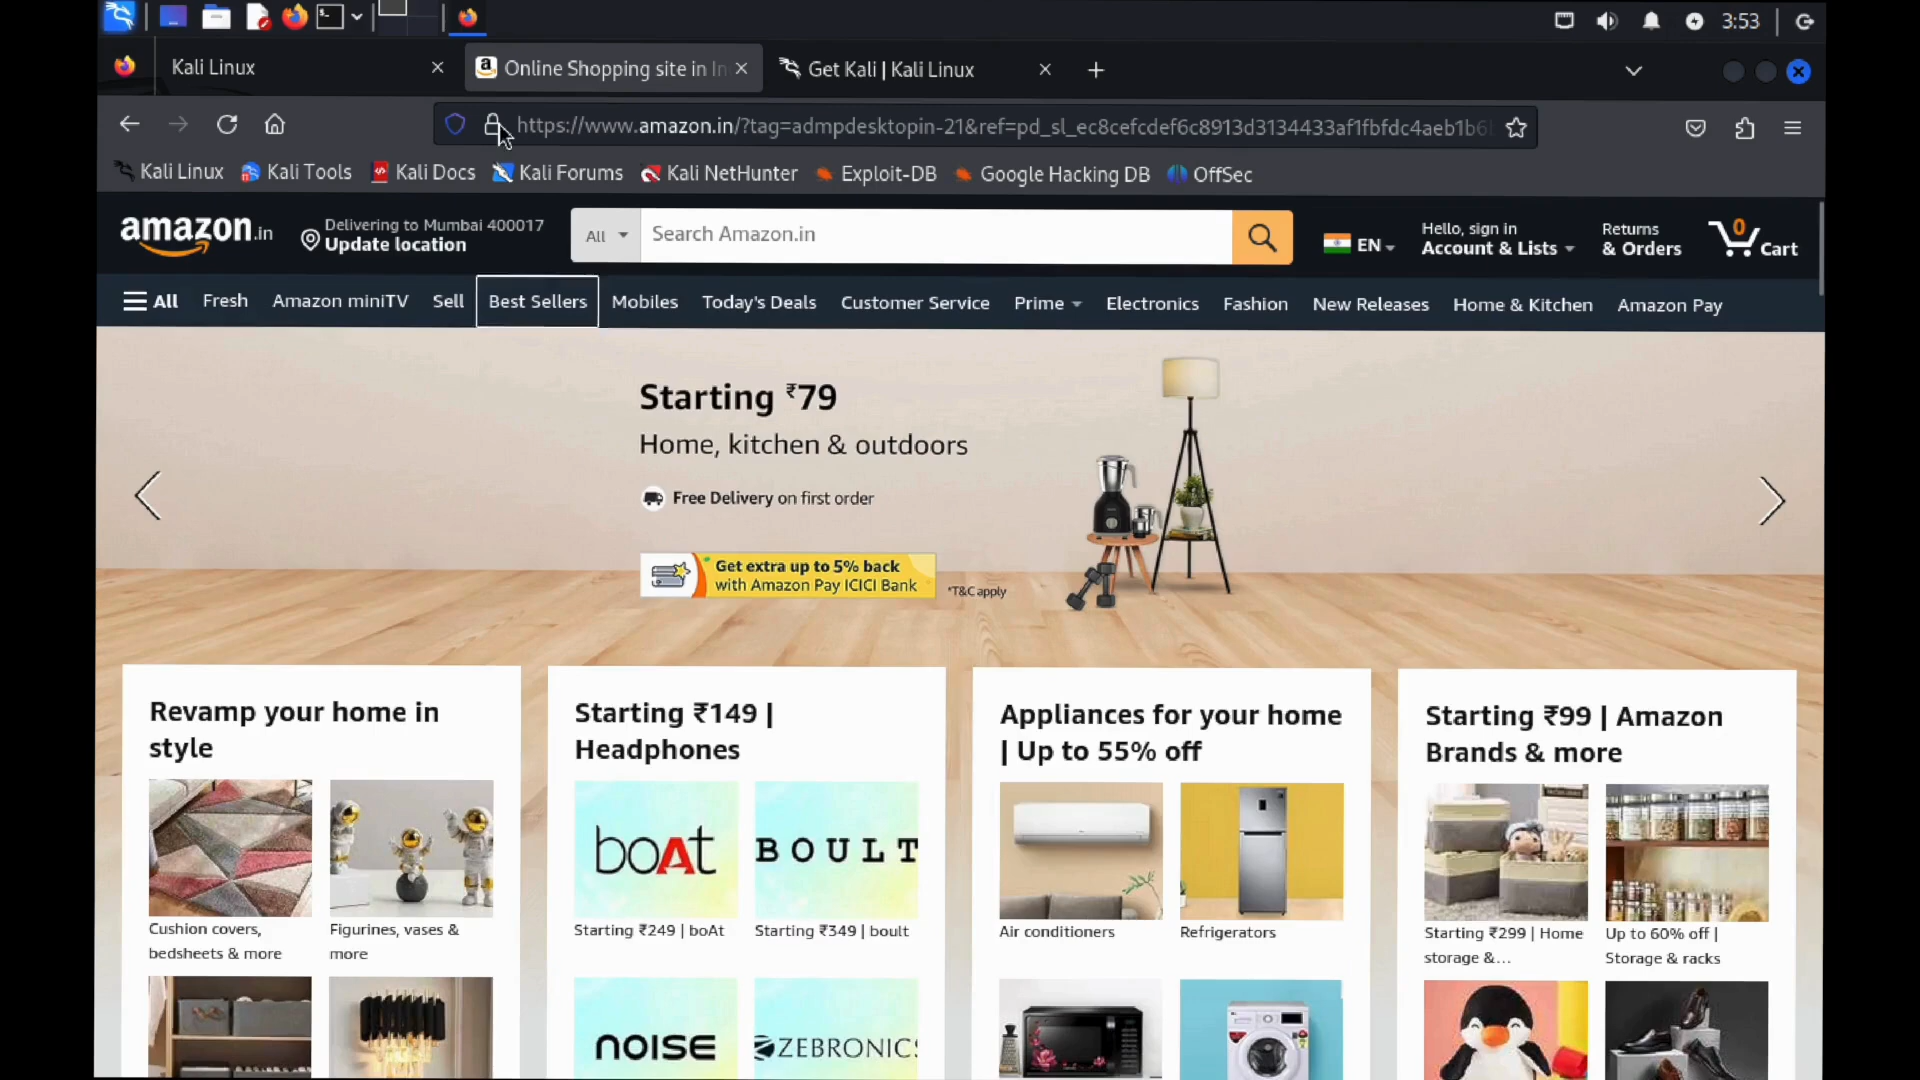 3:53
Kali Linux
Online Shopping site in In
Get Kali | Kali Linux
https://www.amazon.in/?tag=admpdesktopin-21&ref=pd_sl_ec8cefcdef6c8913d3134433af1fbfdc4aeb1b6
Kali Linux
Kali Tools
Kali Docs
Kali Forums
Kali NetHunter
Exploit-DB
Google Hacking DB
OffSec
amazon.in
Delivering to Mumbai 400017
Update location
All
Search Amazon.in
EN
Hello, sign in
Account & Lists
Returns
& Orders
0
Cart
All
Fresh
Amazon miniTV
Sell
Best Sellers
Mobiles
Today's Deals
Customer Service
Prime
Electronics
Fashion
New Releases
Home & Kitchen
Amazon Pay
Starting ₹79
Home, kitchen & outdoors
Free Delivery on first order
Get extra up to 5% back
with Amazon Pay ICICI Bank
*T&C apply
Revamp your home in
style
Cushion covers,
bedsheets & more
Figurines, vases &
more
Starting ₹149 |
Headphones
boAt
BOULT
Starting ₹249 | boAt
Starting ₹349 | boult
NOISE
ZEBRONICS
Appliances for your home
| Up to 55% off
Air conditioners
Refrigerators
Starting ₹99 | Amazon
Brands & more
Starting ₹299 | Home
storage &...
Up to 60% off |
Storage & racks